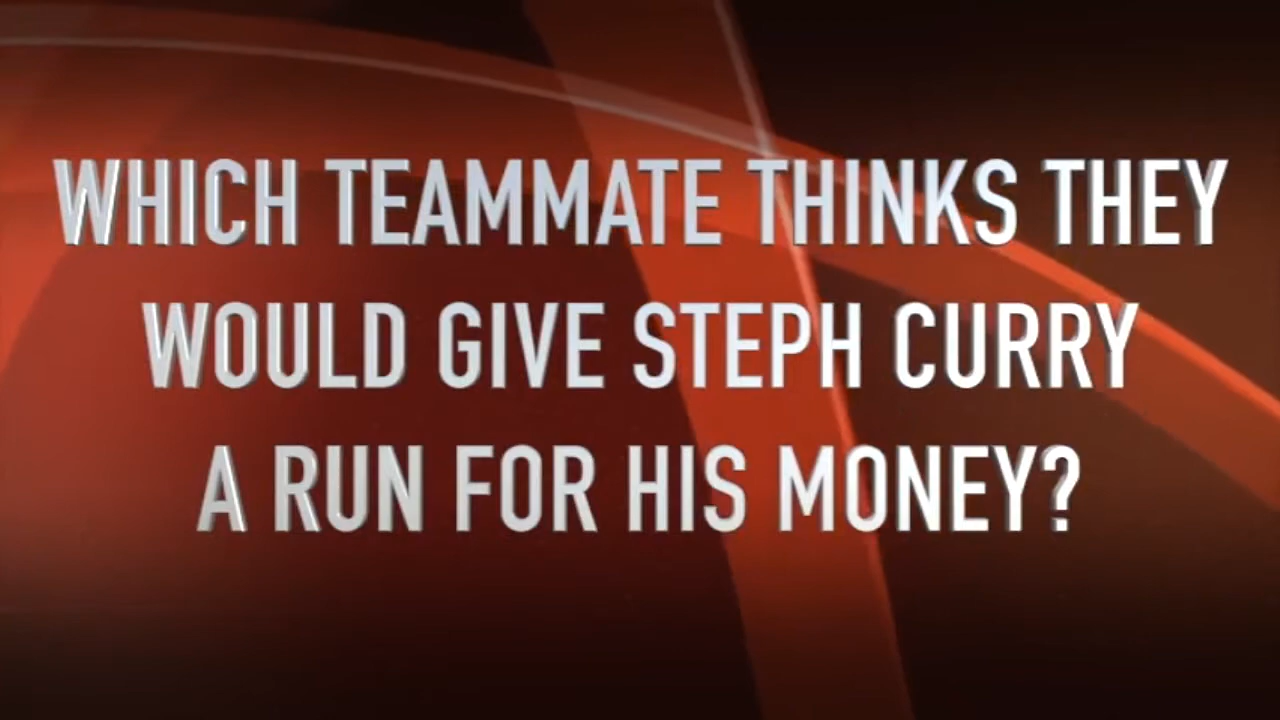 WHICH TEAMMATE THINKS THEY
WOULD GIVE STEPH CURRY
A RUN FOR HIS MONEY?